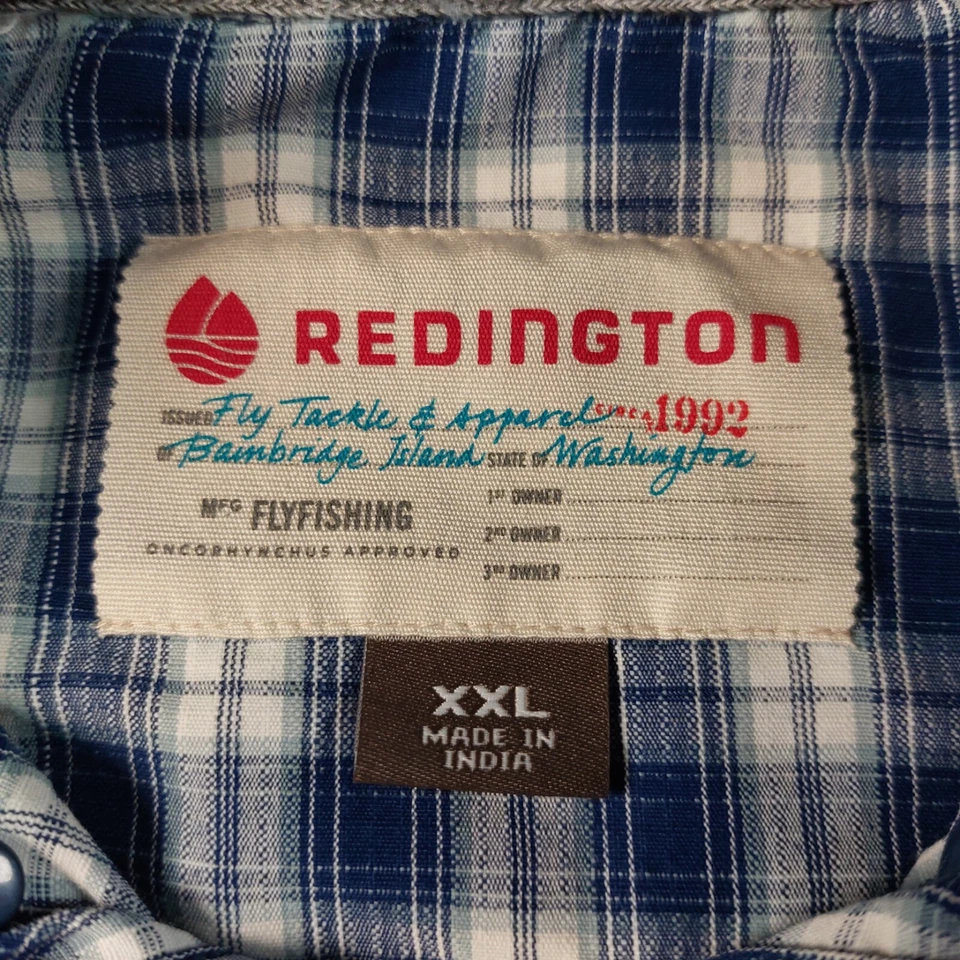 REDINGTON
ISSUED Fly Tackle & Apparel SINCE 1992
OF Bainbridge Island STATE OF Washington
MFG FLYFISHING
ONCORHYNCHUS APPROVED
1ST OWNER
2ND OWNER
3RD OWNER
XXL
MADE IN
INDIA